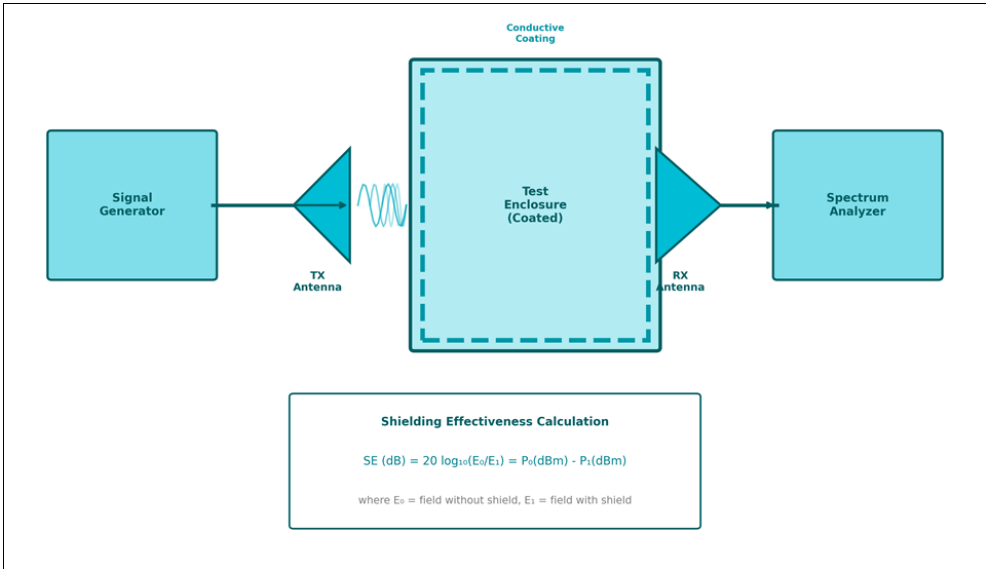 Conductive
Coating
Signal
Generator
Test
Enclosure
(Coated)
Spectrum
Analyzer
TX
Antenna
RX
Antenna
Shielding Effectiveness Calculation
SE (dB) = 20 log₁₀(E₀/E₁) = P₀(dBm) - P₁(dBm)
where E₀ = field without shield, E₁ = field with shield